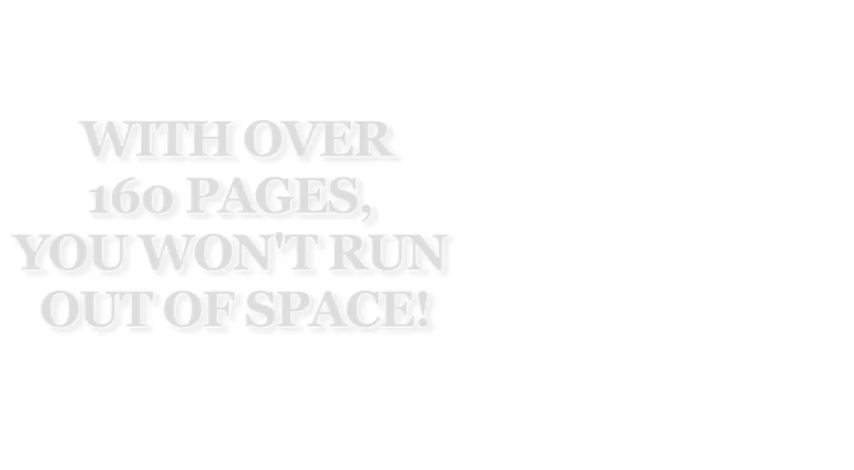 WITH OVER
160 PAGES,
YOU WON'T RUN
OUT OF SPACE!